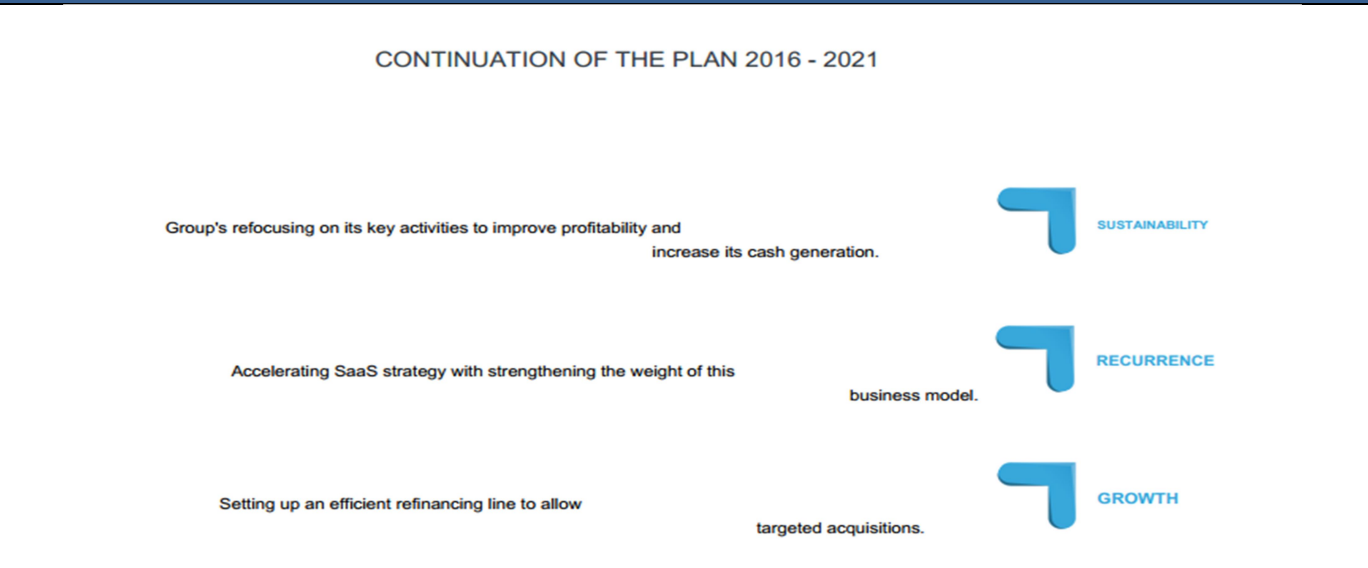 CONTINUATION OF THE PLAN 2016 - 2021
Group's refocusing on its key activities to improve profitability and
increase its cash generation.
SUSTAINABILITY
Accelerating SaaS strategy with strengthening the weight of this
business model.
RECURRENCE
Setting up an efficient refinancing line to allow
targeted acquisitions.
GROWTH